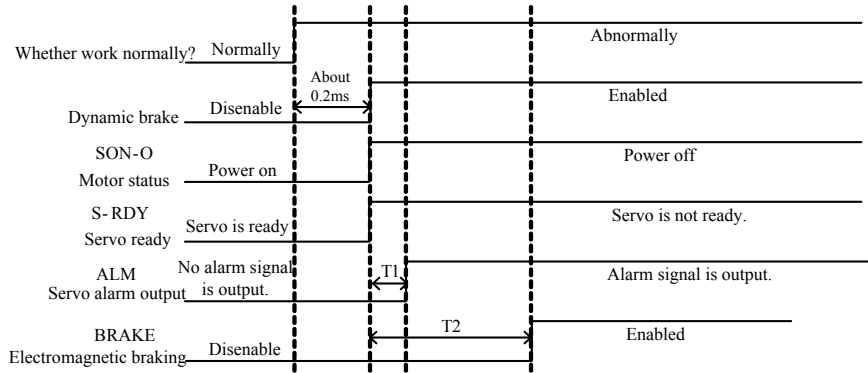 Whether work normally? Normally Abnormally
About
0.2ms
Dynamic brake Disenable Enabled
SON-O
Motor status Power on Power off
S-RDY
Servo ready Servo is ready Servo is not ready.
ALM No alarm signal T1 Alarm signal is output.
Servo alarm output is output.
BRAKE T2 Enabled
Electromagnetic braking Disenable